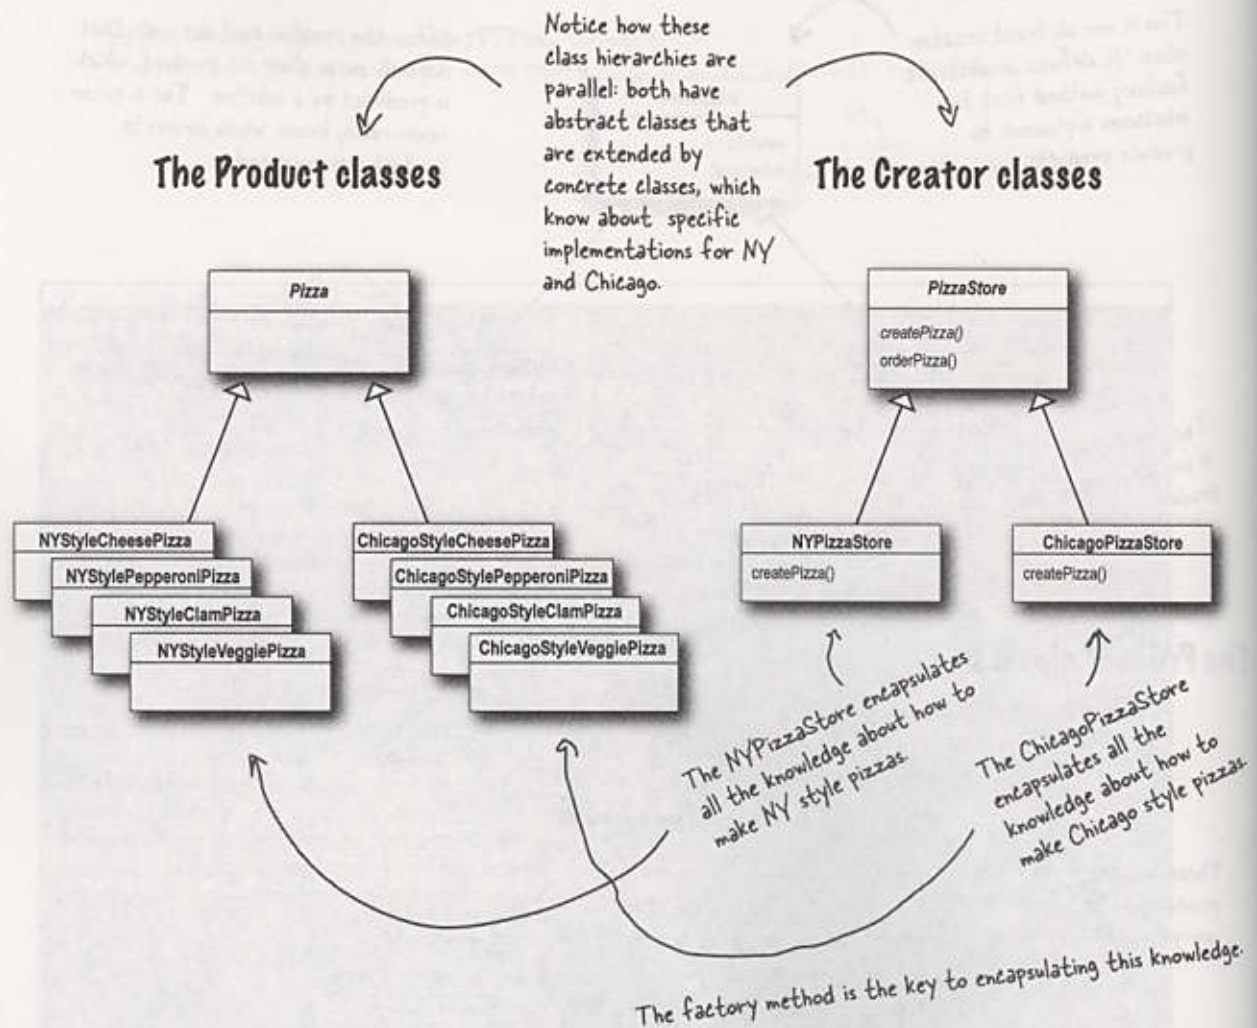 Notice how these
class hierarchies are
parallel: both have
abstract classes that
are extended by
concrete classes, which
know about specific
implementations for NY
and Chicago.
The Product classes
The Creator classes
Pizza
PizzaStore
createPizza()
orderPizza()
NYStyleCheesePizza
NYStylePepperoniPizza
NYStyleClamPizza
NYStyleVeggiePizza
ChicagoStyleCheesePizza
ChicagoStylePepperoniPizza
ChicagoStyleClamPizza
ChicagoStyleVeggiePizza
NYPizzaStore
createPizza()
ChicagoPizzaStore
createPizza()
The NYPizzaStore encapsulates
all the knowledge about how to
make NY style pizzas.
The ChicagoPizzaStore
encapsulates all the
knowledge about how to
make Chicago style pizzas
The factory method is the key to encapsulating this knowledge.